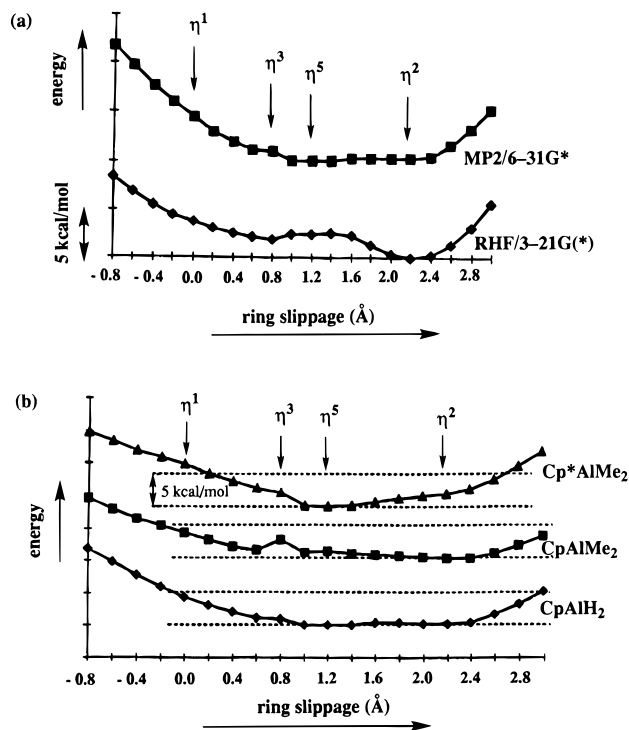 (a)
energy
η¹
η³
η⁵
η²
MP2/6–31G*
5 kcal/mol
RHF/3–21G(*)
- 0.8 - 0.4 0.0 0.4 0.8 1.2 1.6 2.0 2.4 2.8
ring slippage (Å)
(b)
η¹
η³
η⁵
η²
Cp*AlMe₂
5 kcal/mol
energy
CpAlMe₂
CpAlH₂
- 0.8 - 0.4 0.0 0.4 0.8 1.2 1.6 2.0 2.4 2.8
ring slippage (Å)